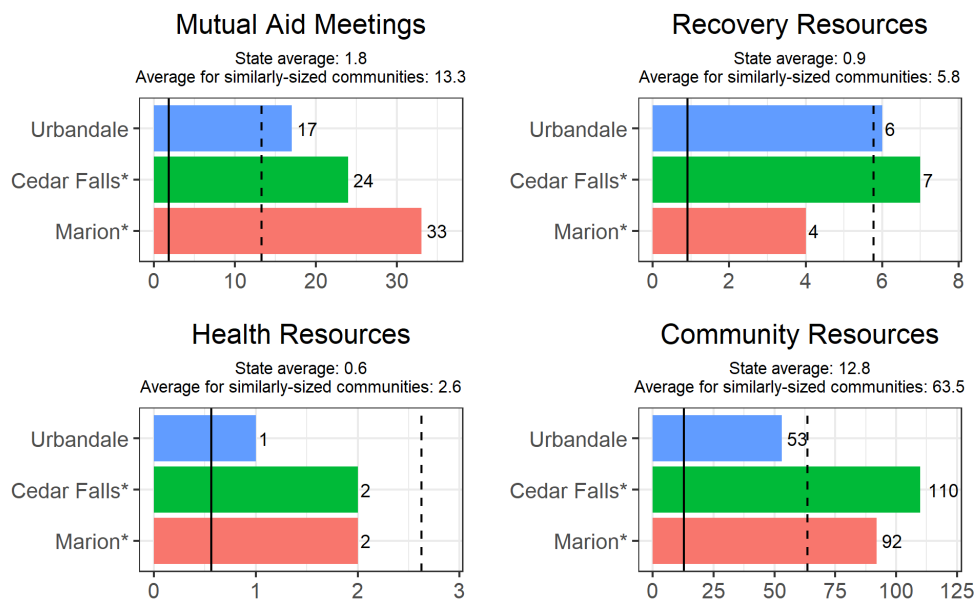 Mutual Aid Meetings
State average: 1.8
Average for similarly-sized communities: 13.3
Urbandale
17
Cedar Falls*
24
Marion*
33
0 10 20 30
Recovery Resources
State average: 0.9
Average for similarly-sized communities: 5.8
Urbandale
6
Cedar Falls*
7
Marion*
4
0 2 4 6 8
Health Resources
State average: 0.6
Average for similarly-sized communities: 2.6
Urbandale
1
Cedar Falls*
2
Marion*
2
0 1 2 3
Community Resources
State average: 12.8
Average for similarly-sized communities: 63.5
Urbandale
53
Cedar Falls*
110
Marion*
92
0 25 50 75 100 125